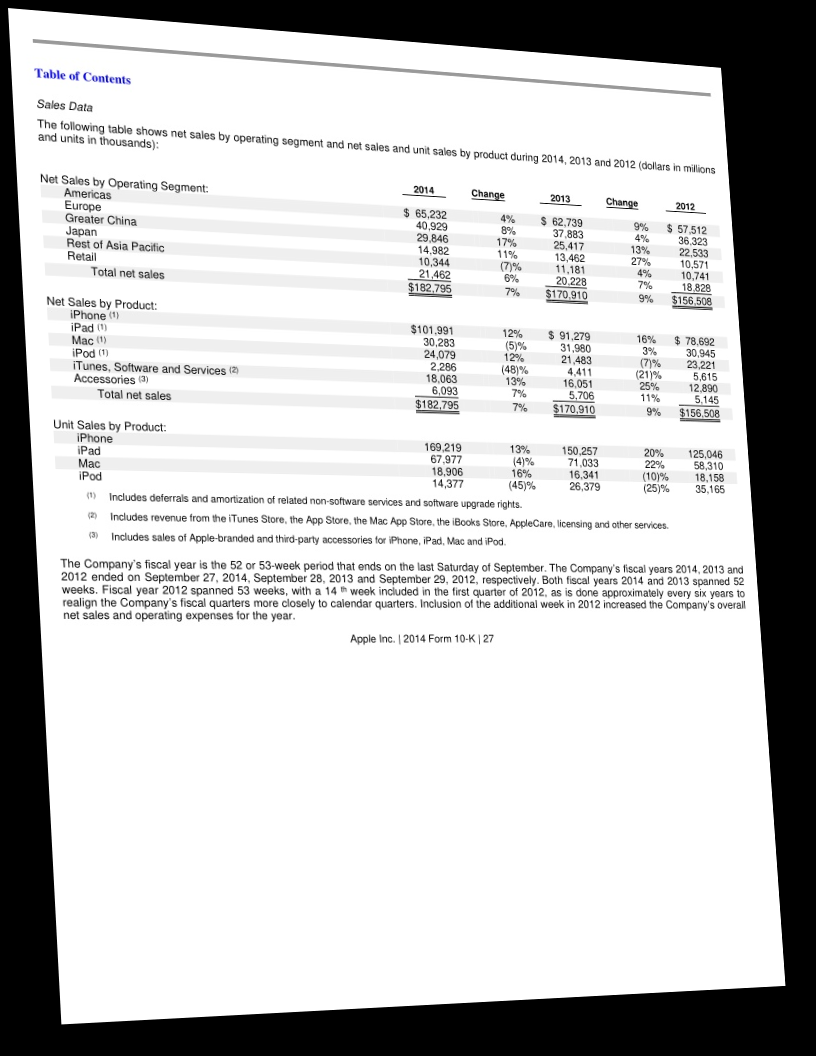 Table of Contents
Sales Data
The following table shows net sales by operating segment and net sales and unit sales by product during 2014, 2013 and 2012 (dollars in millions
and units in thousands):
2014 Change 2013 Change 2012
Net Sales by Operating Segment:
Americas $ 65,232 4% $ 62,739 9% $ 57,512
Europe 40,929 8% 37,883 4% 36,323
Greater China 29,846 17% 25,417 13% 22,533
Japan 14,982 11% 13,462 27% 10,571
Rest of Asia Pacific 10,344 (7)% 11,181 4% 10,741
Retail 21,462 6% 20,228 7% 18,828
Total net sales $182,795 7% $170,910 9% $156,508
Net Sales by Product:
iPhone (1) $101,991 12% $ 91,279 16% $ 78,692
iPad (1) 30,283 (5)% 31,980 3% 30,945
Mac (1) 24,079 12% 21,483 (7)% 23,221
iPod (1) 2,286 (48)% 4,411 (21)% 5,615
iTunes, Software and Services (2) 18,063 13% 16,051 25% 12,890
Accessories (3) 6,093 7% 5,706 11% 5,145
Total net sales $182,795 7% $170,910 9% $156,508
Unit Sales by Product:
iPhone 169,219 13% 150,257 20% 125,046
iPad 67,977 (4)% 71,033 22% 58,310
Mac 18,906 16% 16,341 (10)% 18,158
iPod 14,377 (45)% 26,379 (25)% 35,165
(1) Includes deferrals and amortization of related non-software services and software upgrade rights.
(2) Includes revenue from the iTunes Store, the App Store, the Mac App Store, the iBooks Store, AppleCare, licensing and other services.
(3) Includes sales of Apple-branded and third-party accessories for iPhone, iPad, Mac and iPod.
The Company's fiscal year is the 52 or 53-week period that ends on the last Saturday of September. The Company's fiscal years 2014, 2013 and
2012 ended on September 27, 2014, September 28, 2013 and September 29, 2012, respectively. Both fiscal years 2014 and 2013 spanned 52
weeks. Fiscal year 2012 spanned 53 weeks, with a 14 th week included in the first quarter of 2012, as is done approximately every six years to
realign the Company's fiscal quarters more closely to calendar quarters. Inclusion of the additional week in 2012 increased the Company's overall
net sales and operating expenses for the year.
Apple Inc. | 2014 Form 10-K | 27